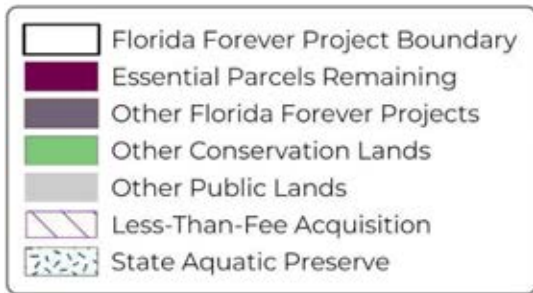 Florida Forever Project Boundary
Essential Parcels Remaining
Other Florida Forever Projects
Other Conservation Lands
Other Public Lands
Less-Than-Fee Acquisition
State Aquatic Preserve